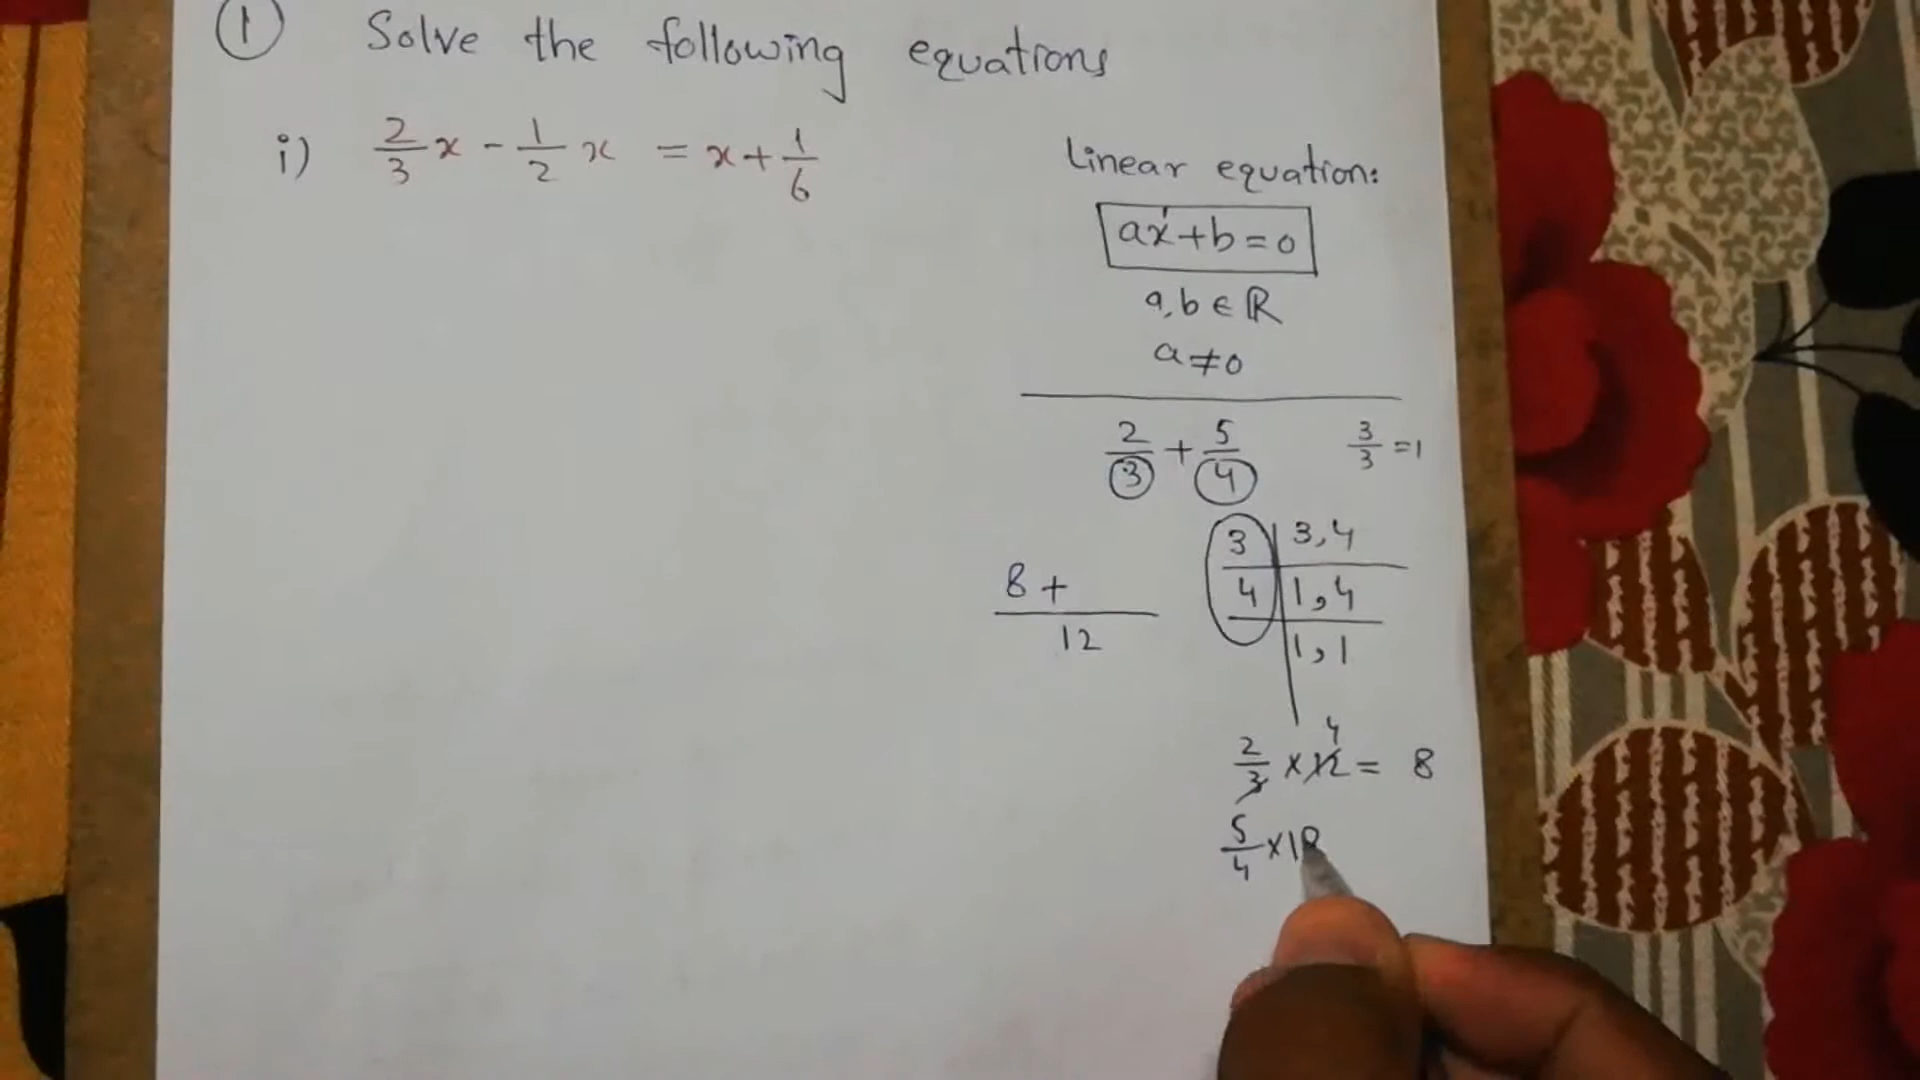 ① Solve the following equations
i) 2/3 x - 1/2 x = x + 1/6
Linear equation:
ax¹+b=0
a,b ∈ ℝ
a≠0
2/3 + 5/4
3/3 =1
3 | 3,4
4 | 1,4
1,1
8 +
12
4
2/3 × 12 = 8
5/4 ×